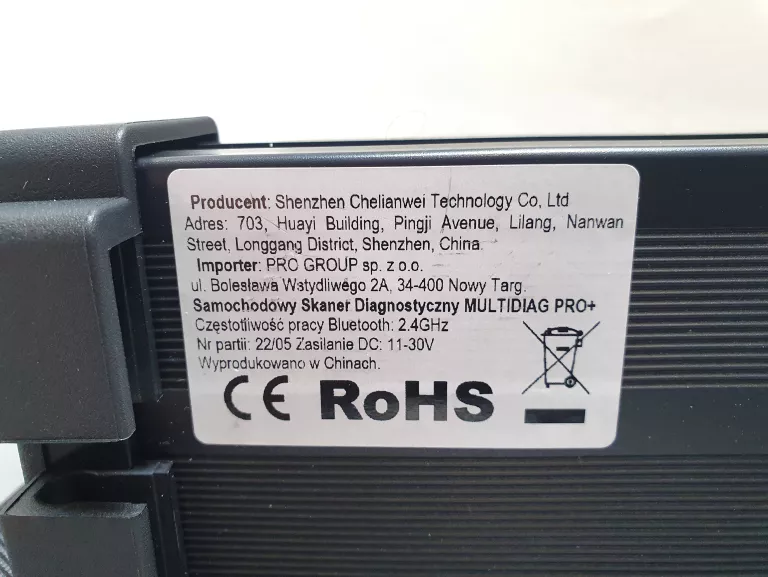 Producent: Shenzhen Chelianwei Technology Co, Ltd
Adres: 703, Huayi Building, Pingji Avenue, Lilang, Nanwan
Street, Longgang District, Shenzhen, China.
Importer: PRO GROUP sp. z o.o.
ul. Bolesława Wstydliwego 2A, 34-400 Nowy Targ.
Samochodowy Skaner Diagnostyczny MULTIDIAG PRO+
Częstotliwość pracy Bluetooth: 2.4GHz
Nr partii: 22/05 Zasilanie DC: 11-30V
Wyprodukowano w Chinach.
CE RoHS